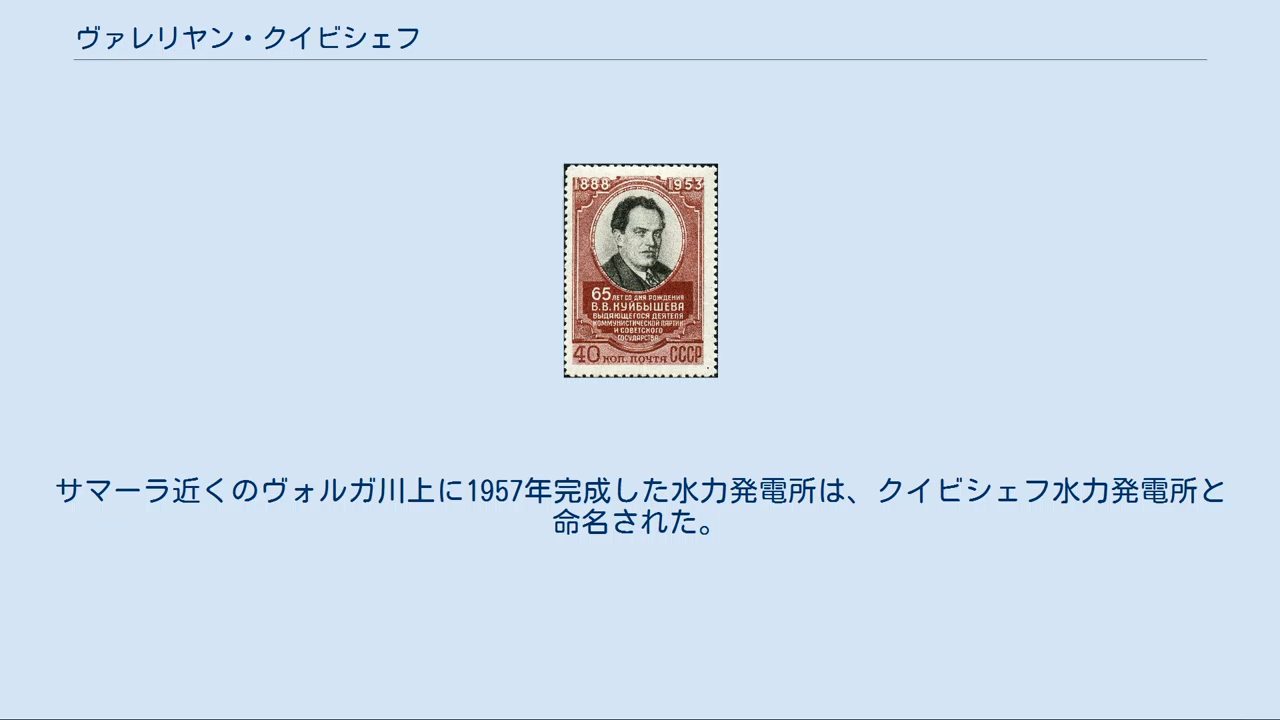 ヴァレリヤン・クイビシェフ
1888 1953
65 ЛЕТ СО ДНЯ РОЖДЕНИЯ
В.В.КУЙБЫШЕВА
ВЫДАЮЩЕГОСЯ ДЕЯТЕЛЯ
КОММУНИСТИЧЕСКОЙ ПАРТИИ
И СОВЕТСКОГО
ГОСУДАРСТВА
40 КОП. ПОЧТА СССР
サマーラ近くのヴォルガ川上に1957年完成した水力発電所は、クイビシェフ水力発電所と
命名された。